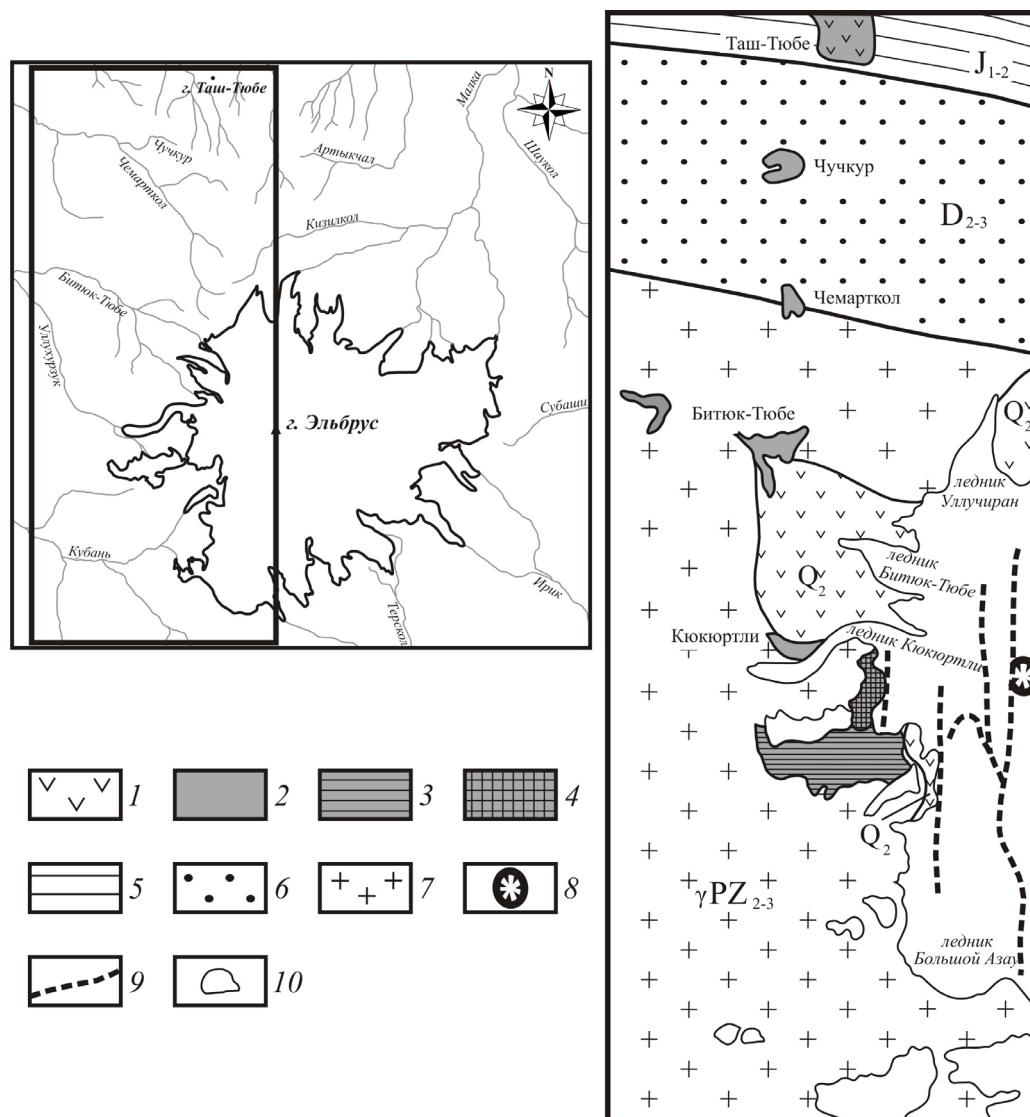 г. Таш-Тюбе
N
Малка
Шаукол
Чучкур
Чемарткол
Артыкчал
Кизилкол
Битюк-Тюбе
Уллухурзук
г. Эльбрус
Субаши
Кубань
Терскол
Ирик
1
2
3
4
5
6
7
8
9
10
Таш-Тюбе
J1-2
Чучкур
D2-3
Чемарткол
Битюк-Тюбе
Q2
ледник
Уллучиран
ледник
Битюк-Тюбе
Q2
Кюкюртли
ледник Кюкюртли
Q2
γPZ2-3
ледник
Большой Азау